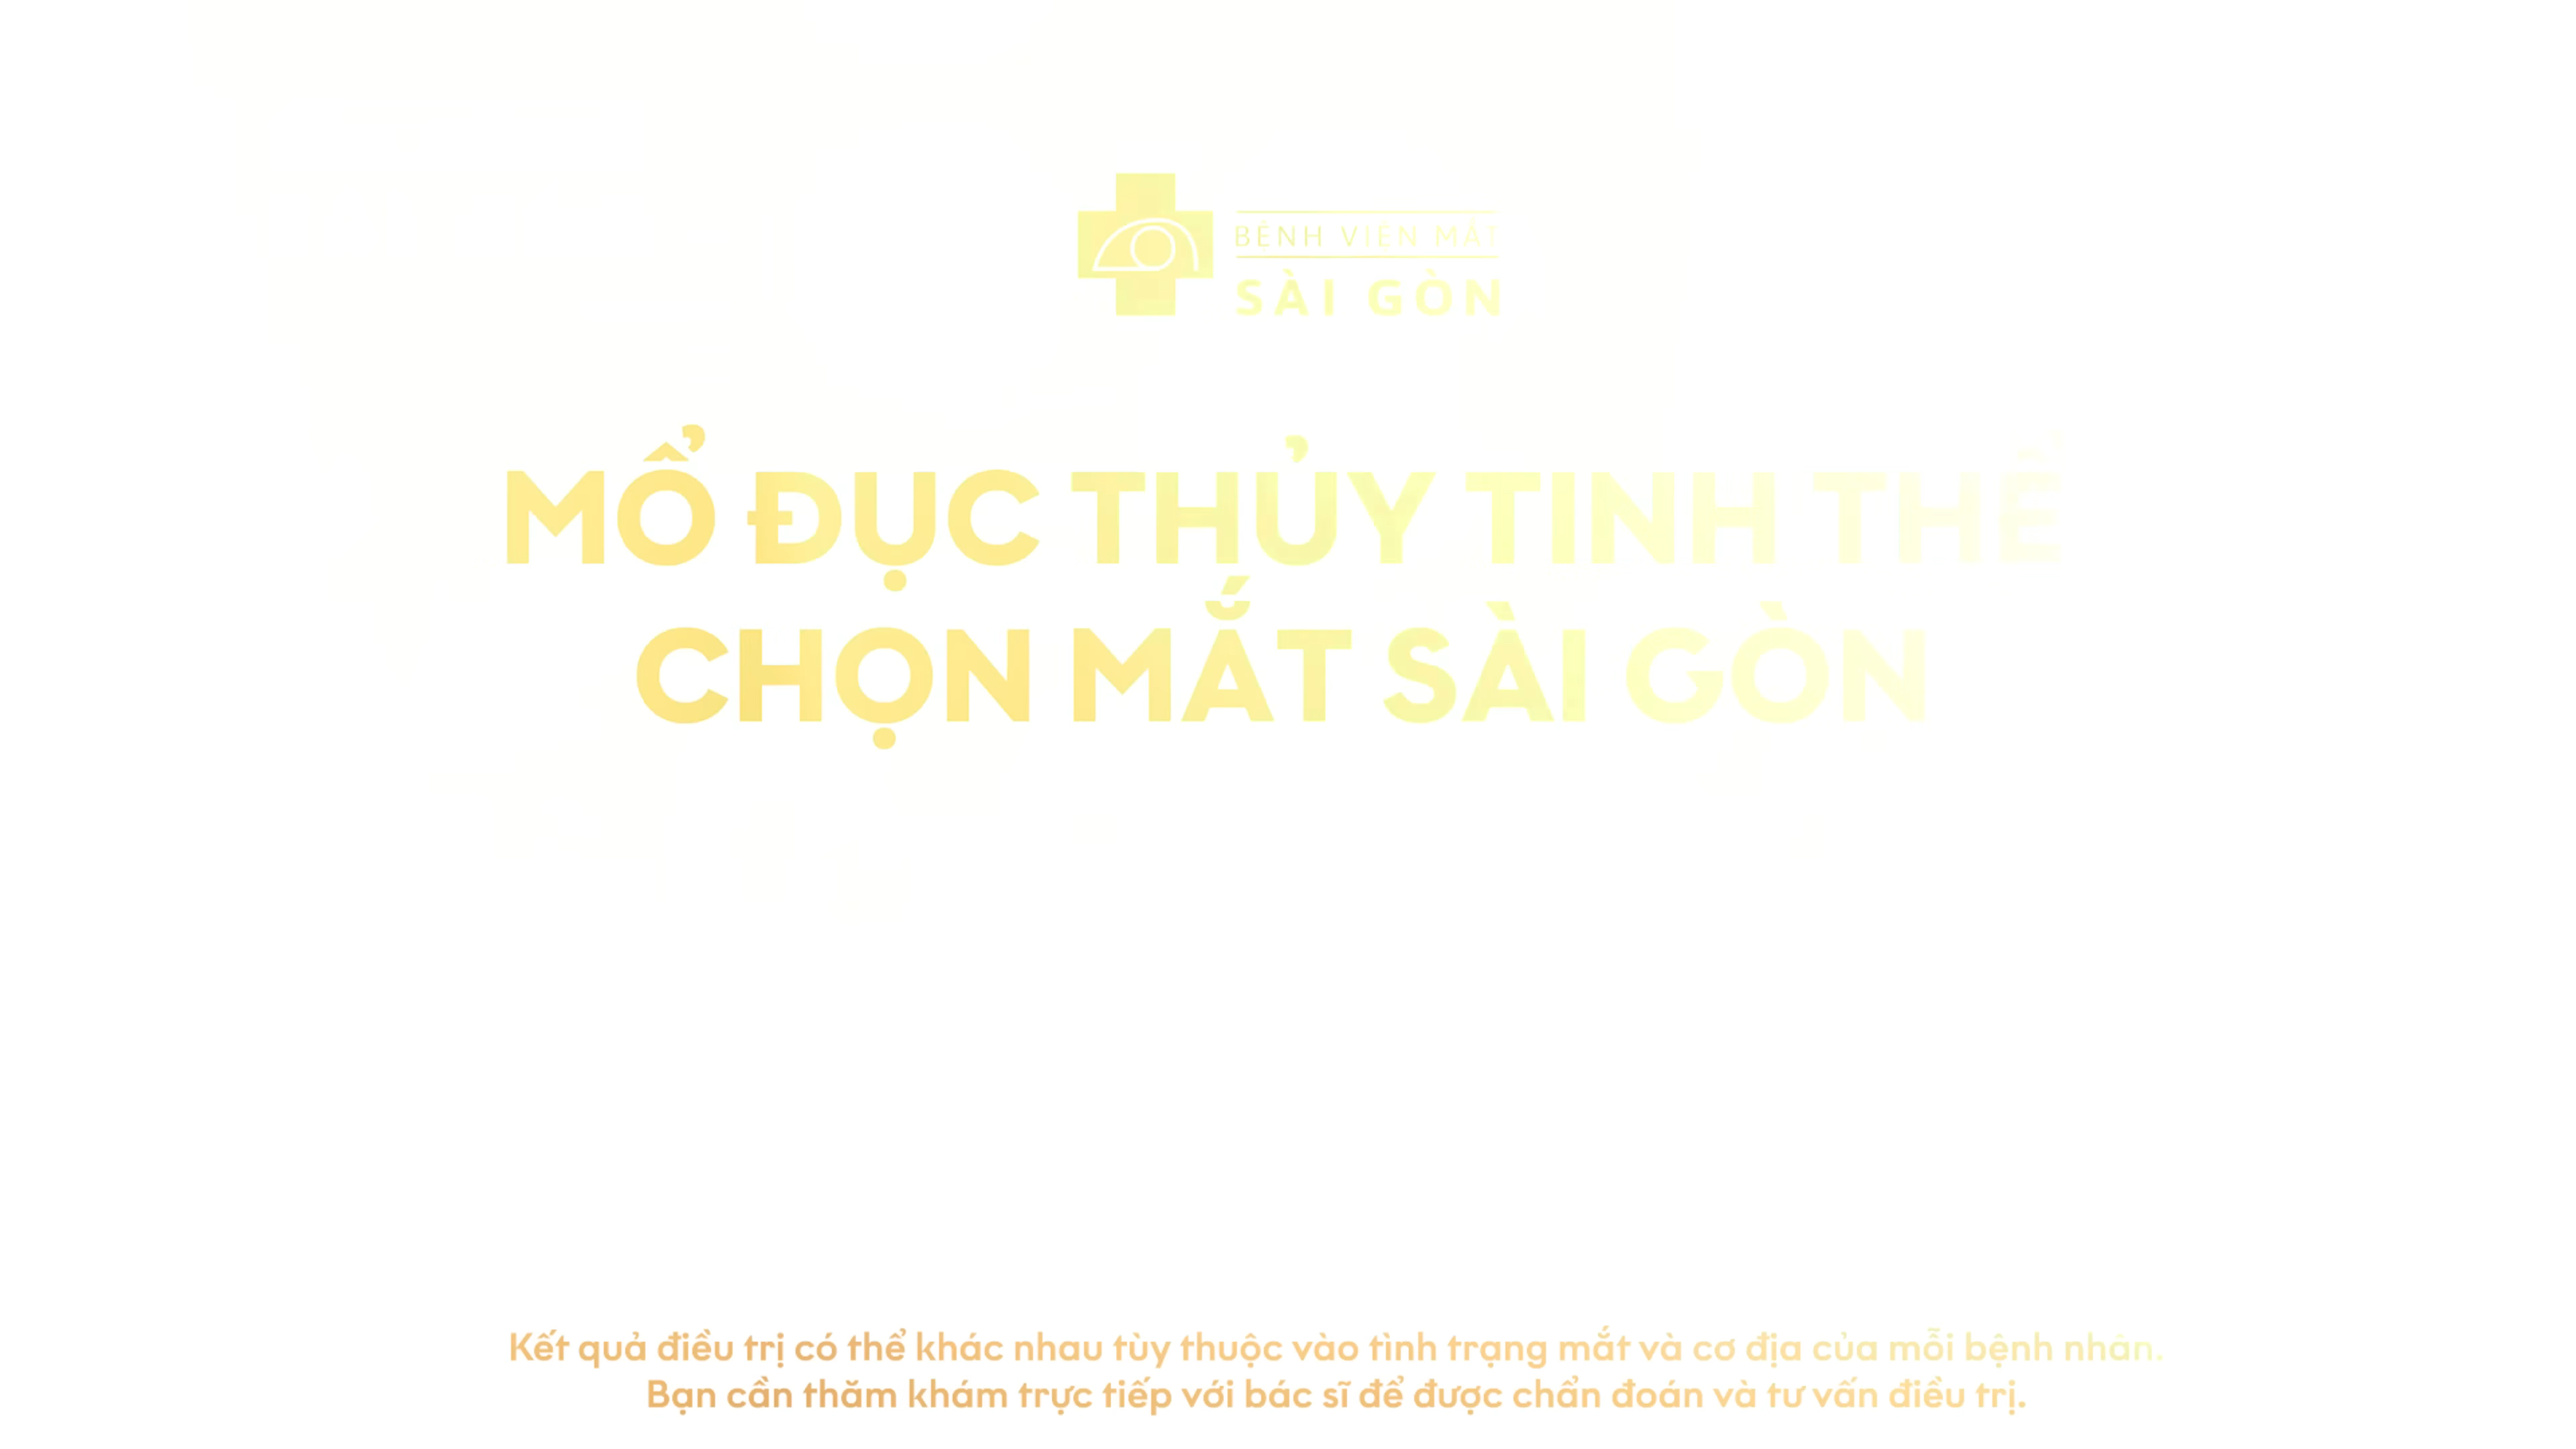 BỆNH VIỆN MẮT
SÀI GÒN
MỔ ĐỤC THỦY TINH THỂ
CHỌN MẮT SÀI GÒN
Kết quả điều trị có thể khác nhau tùy thuộc vào tình trạng mắt và cơ địa của mỗi bệnh nhân.
Bạn cần thăm khám trực tiếp với bác sĩ để được chẩn đoán và tư vấn điều trị.